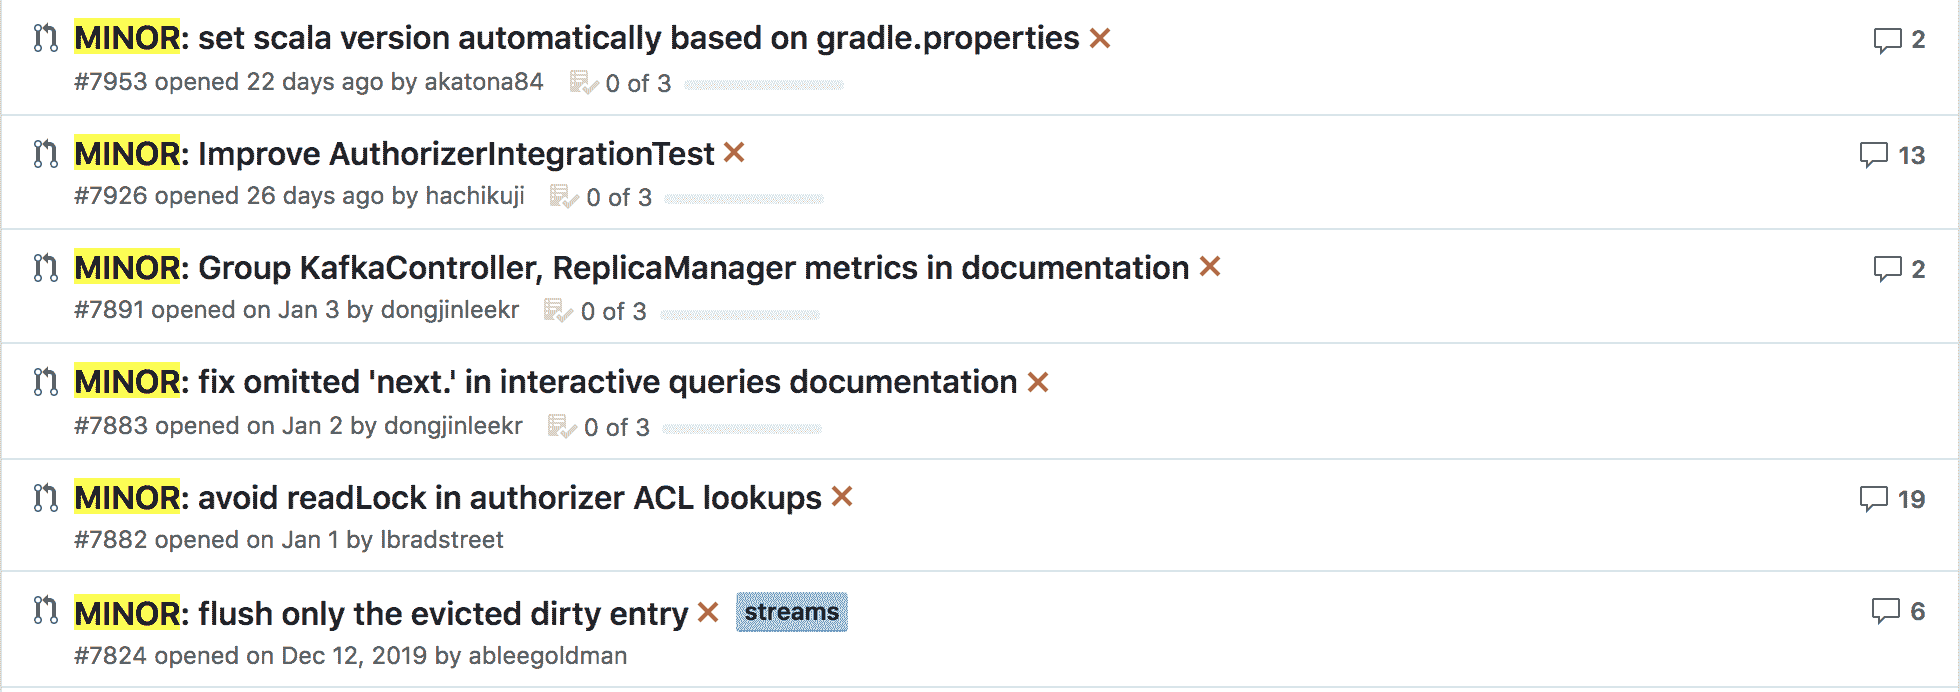 MINOR: set scala version automatically based on gradle.properties 2
#7953 opened 22 days ago by akatona84 0 of 3
MINOR: Improve AuthorizerIntegrationTest 13
#7926 opened 26 days ago by hachikuji 0 of 3
MINOR: Group KafkaController, ReplicaManager metrics in documentation 2
#7891 opened on Jan 3 by dongjinleekr 0 of 3
MINOR: fix omitted 'next.' in interactive queries documentation
#7883 opened on Jan 2 by dongjinleekr 0 of 3
MINOR: avoid readLock in authorizer ACL lookups 19
#7882 opened on Jan 1 by lbradstreet
MINOR: flush only the evicted dirty entry streams 6
#7824 opened on Dec 12, 2019 by ableegoldman